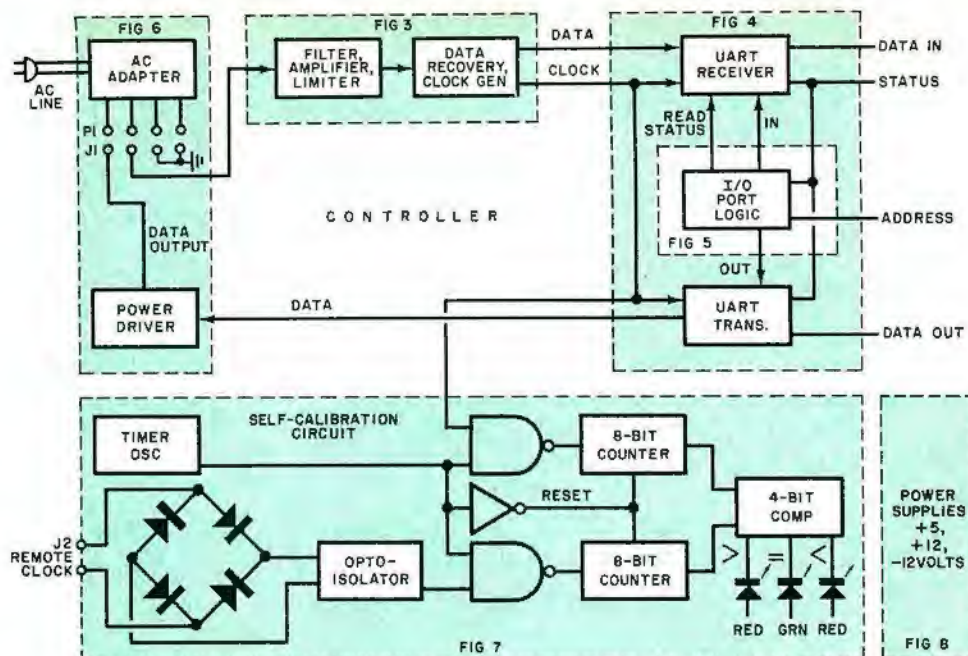 FIG 6
AC
ADAPTER
AC
LINE
P1
J1
DATA
OUTPUT
POWER
DRIVER
FIG 3
FILTER,
AMPLIFIER,
LIMITER
DATA
RECOVERY,
CLOCK GEN
DATA
CLOCK
FIG 4
UART
RECEIVER
DATA IN
STATUS
READ
STATUS
IN
I/O
PORT
LOGIC
FIG 5
ADDRESS
OUT
UART
TRANS.
DATA OUT
CONTROLLER
DATA
SELF-CALIBRATION
CIRCUIT
TIMER
OSC
J2
REMOTE
CLOCK
OPTO-
ISOLATOR
8-BIT
COUNTER
RESET
8-BIT
COUNTER
4-BIT
COMP
> = <
RED GRN RED
FIG 7
POWER
SUPPLIES
+5,
+12,
-12VOLTS
FIG 8